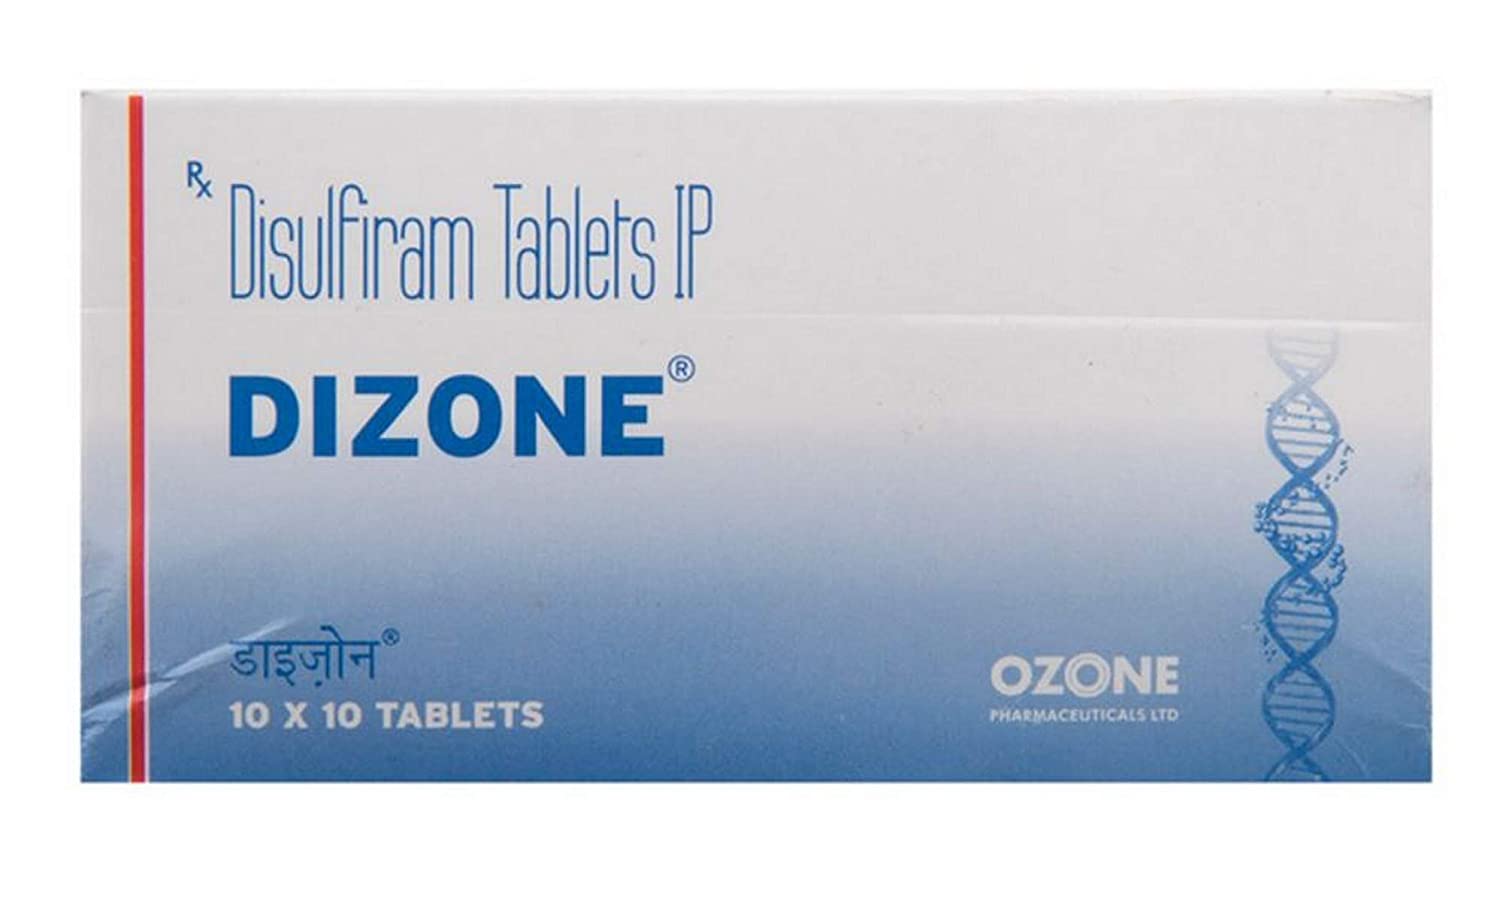 Rx Disulfiram Tablets IP
DIZONE®
डाइज़ोन®
10 X 10 TABLETS
OZONE
PHARMACEUTICALS LTD